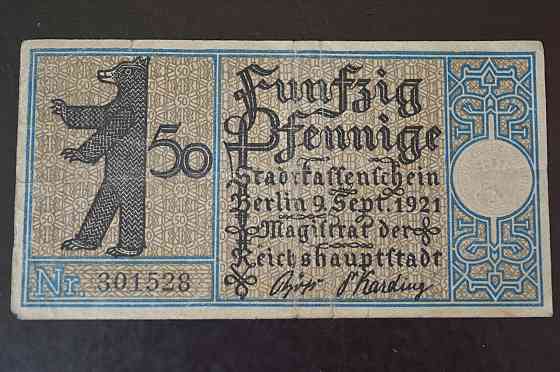 50
Funfzig
Pfennige
Stadtkassenschein
Berlin 9. Sept. 1921
Magistrat der
Reichshauptstadt
Nr. 301528